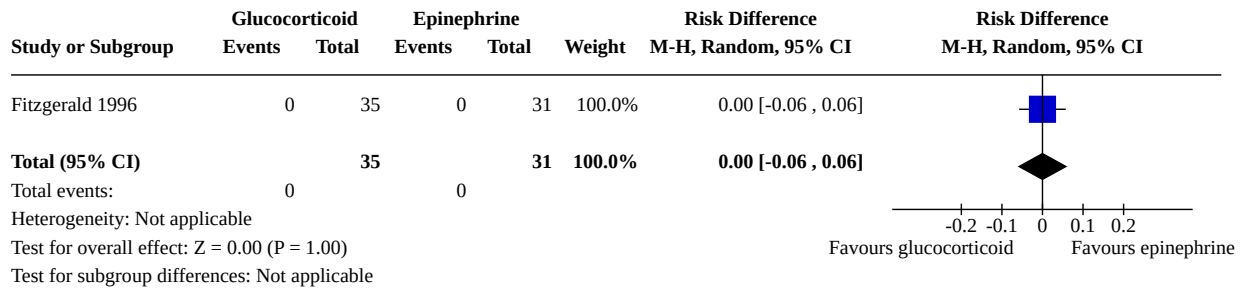 Glucocorticoid Epinephrine Risk Difference Risk Difference
Study or Subgroup Events Total Events Total Weight M-H, Random, 95% CI M-H, Random, 95% CI
Fitzgerald 1996 0 35 0 31 100.0% 0.00 [-0.06 , 0.06]
Total (95% CI) 35 31 100.0% 0.00 [-0.06 , 0.06]
Total events: 0 0
Heterogeneity: Not applicable
-0.2 -0.1 0 0.1 0.2
Test for overall effect: Z = 0.00 (P = 1.00) Favours glucocorticoid Favours epinephrine
Test for subgroup differences: Not applicable